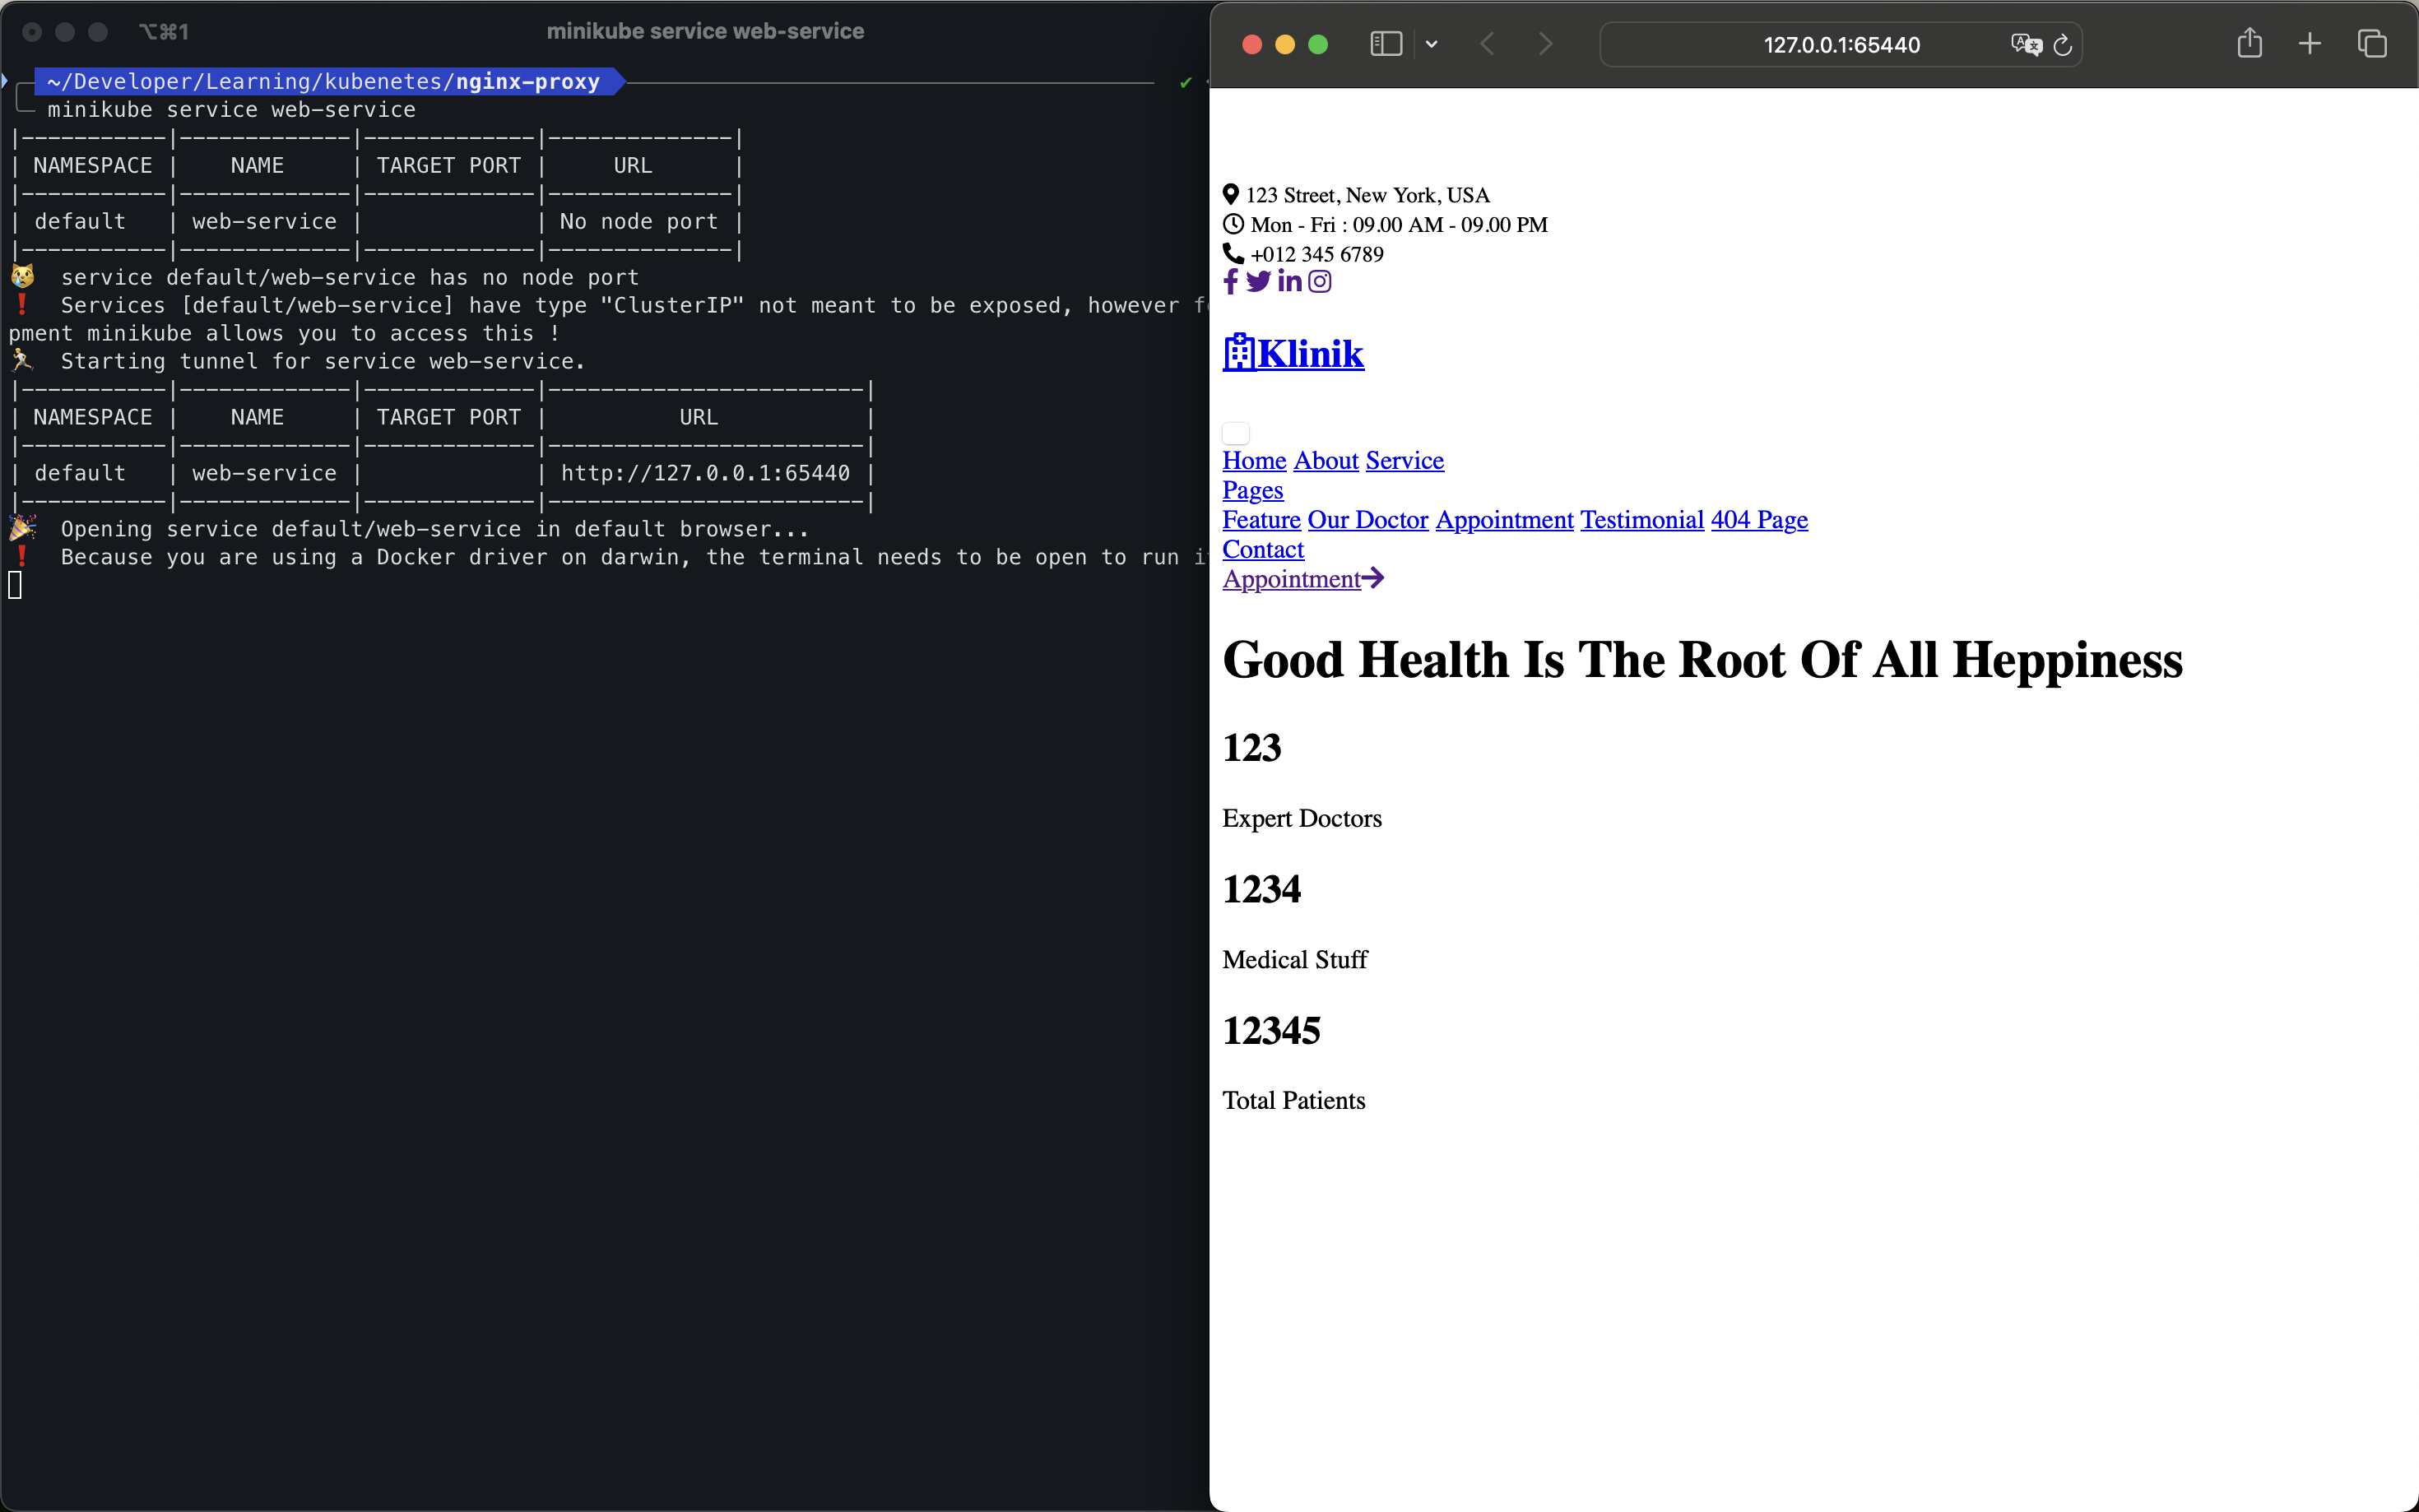 ⌥⌘1
minikube service web-service
~/Developer/Learning/kubenetes/nginx-proxy
minikube service web-service
|-----------|-------------|-------------|--------------|
| NAMESPACE | NAME | TARGET PORT | URL |
|-----------|-------------|-------------|--------------|
| default | web-service | | No node port |
|-----------|-------------|-------------|--------------|
😿 service default/web-service has no node port
❗ Services [default/web-service] have type "ClusterIP" not meant to be exposed, however
pment minikube allows you to access this !
🏃 Starting tunnel for service web-service.
|-----------|-------------|-------------|------------------------|
| NAMESPACE | NAME | TARGET PORT | URL |
|-----------|-------------|-------------|------------------------|
| default | web-service | | http://127.0.0.1:65440 |
|-----------|-------------|-------------|------------------------|
🎉 Opening service default/web-service in default browser...
❗ Because you are using a Docker driver on darwin, the terminal needs to be open to run
127.0.0.1:65440
123 Street, New York, USA
Mon - Fri : 09.00 AM - 09.00 PM
+012 345 6789
Klinik
Home About Service
Pages
Feature Our Doctor Appointment Testimonial 404 Page
Contact
Appointment
Good Health Is The Root Of All Heppiness
123
Expert Doctors
1234
Medical Stuff
12345
Total Patients